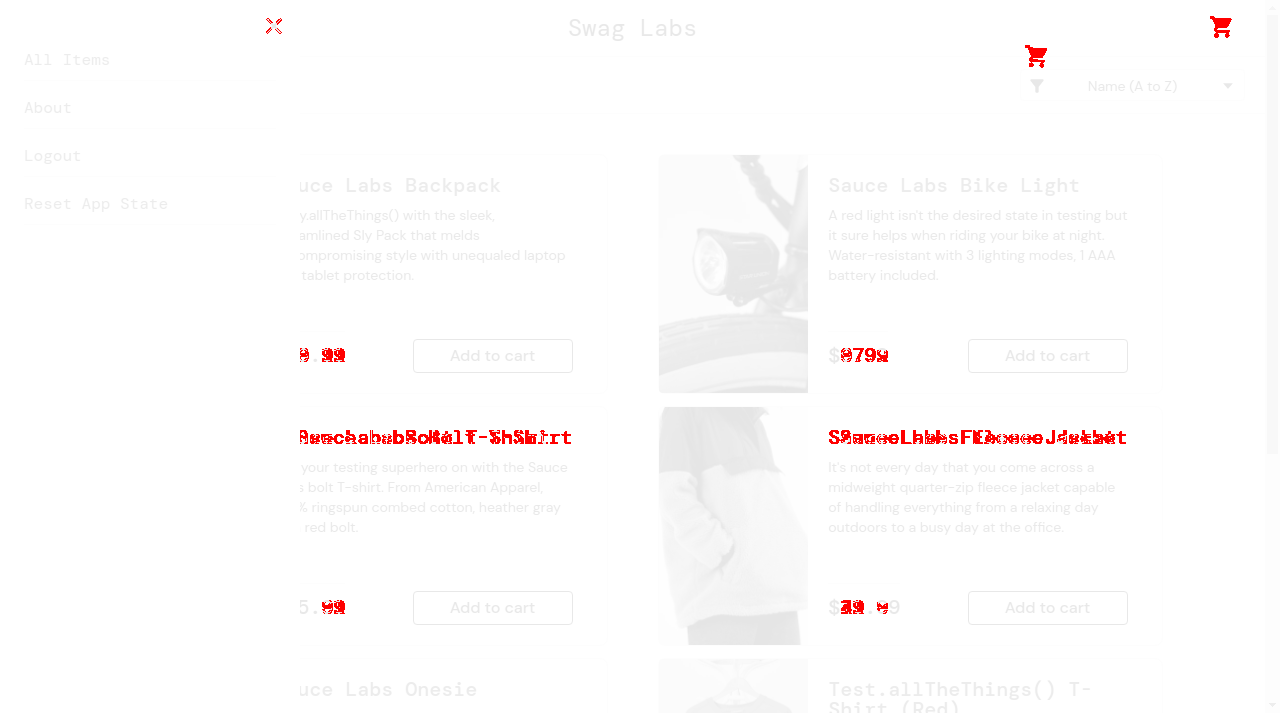 Swag Labs
All Items
About
Logout
Reset App State
Name (A to Z)
uce Labs Backpack
y.allTheThings() with the sleek,
amlined Sly Pack that melds
ompromising style with unequaled laptop
tablet protection.
Add to cart
Sauce Labs Bike Light
A red light isn't the desired state in testing but
it sure helps when riding your bike at night.
Water-resistant with 3 lighting modes, 1 AAA
battery included.
Add to cart
your testing superhero on with the Sauce
s bolt T-shirt. From American Apparel,
% ringspun combed cotton, heather gray
red bolt.
Add to cart
It's not every day that you come across a
midweight quarter-zip fleece jacket capable
of handling everything from a relaxing day
outdoors to a busy day at the office.
Add to cart
uce Labs Onesie
Test.allTheThings() T-
Shirt (Red)